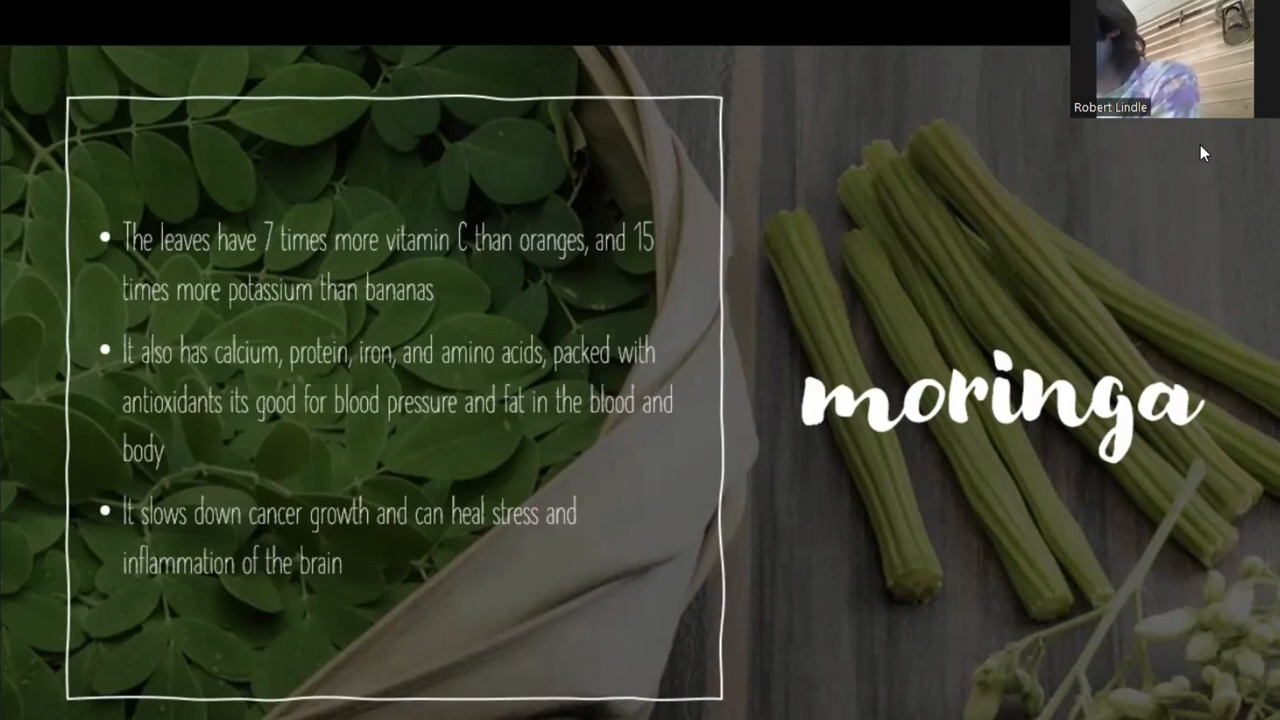 Robert Lindle
• The leaves have 7 times more vitamin C than oranges, and 15
times more potassium than bananas
• It also has calcium, protein, iron, and amino acids, packed with
antioxidants its good for blood pressure and fat in the blood and
body
• It slows down cancer growth and can heal stress and
inflammation of the brain
moringa